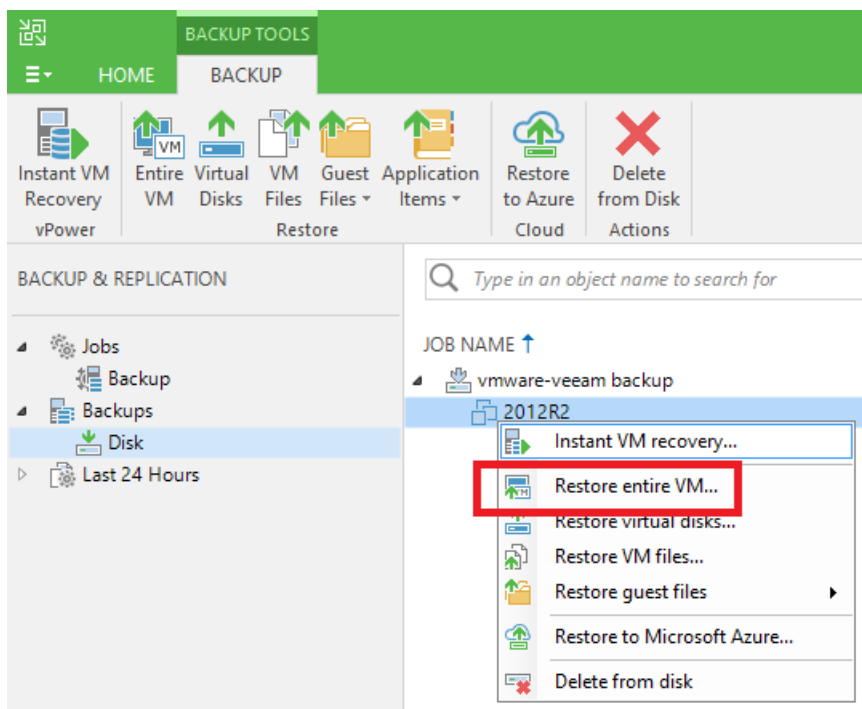 BACKUP TOOLS
HOME BACKUP
Instant VM Recovery
Entire VM
Virtual Disks
VM Files
Guest Files
Application Items
Restore to Azure
Delete from Disk
vPower Restore Cloud Actions
BACKUP & REPLICATION
Type in an object name to search for
Jobs
Backup
Backups
Disk
Last 24 Hours
JOB NAME
vmware-veeam backup
2012R2
Instant VM recovery...
Restore entire VM...
Restore virtual disks...
Restore VM files...
Restore guest files
Restore to Microsoft Azure...
Delete from disk